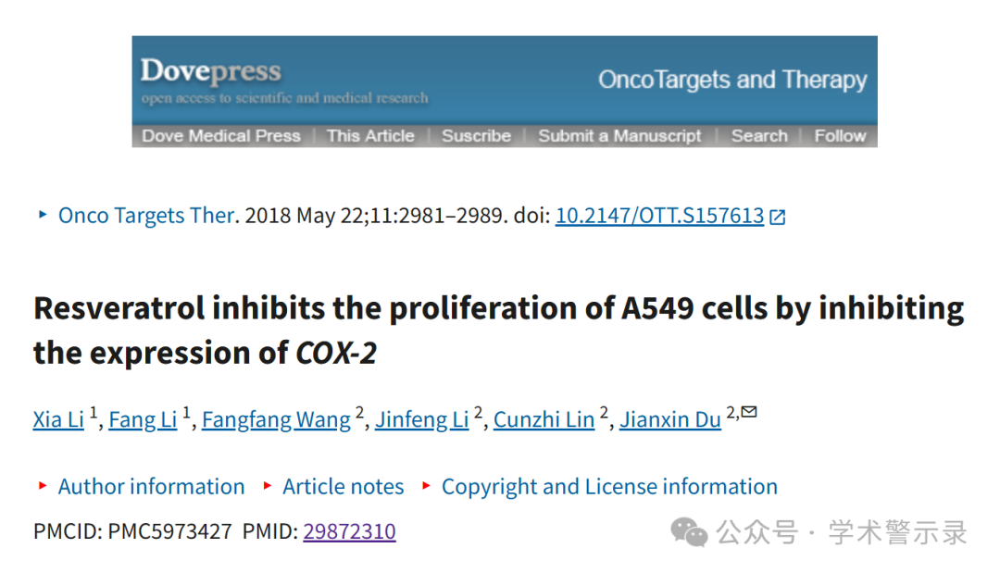 Dovepress
OncoTargets and Therapy
open access to scientific and medical research
Dove Medical Press | This Article | Suscribe | Submit a Manuscript | Search | Follow
‣ Onco Targets Ther. 2018 May 22;11:2981–2989. doi: 10.2147/OTT.S157613
Resveratrol inhibits the proliferation of A549 cells by inhibiting
the expression of COX-2
Xia Li 1, Fang Li 1, Fangfang Wang 2, Jinfeng Li 2, Cunzhi Lin 2, Jianxin Du 2,✉
‣ Author information ‣ Article notes ‣ Copyright and License information
PMCID: PMC5973427 PMID: 29872310
公众号 · 学术警示录